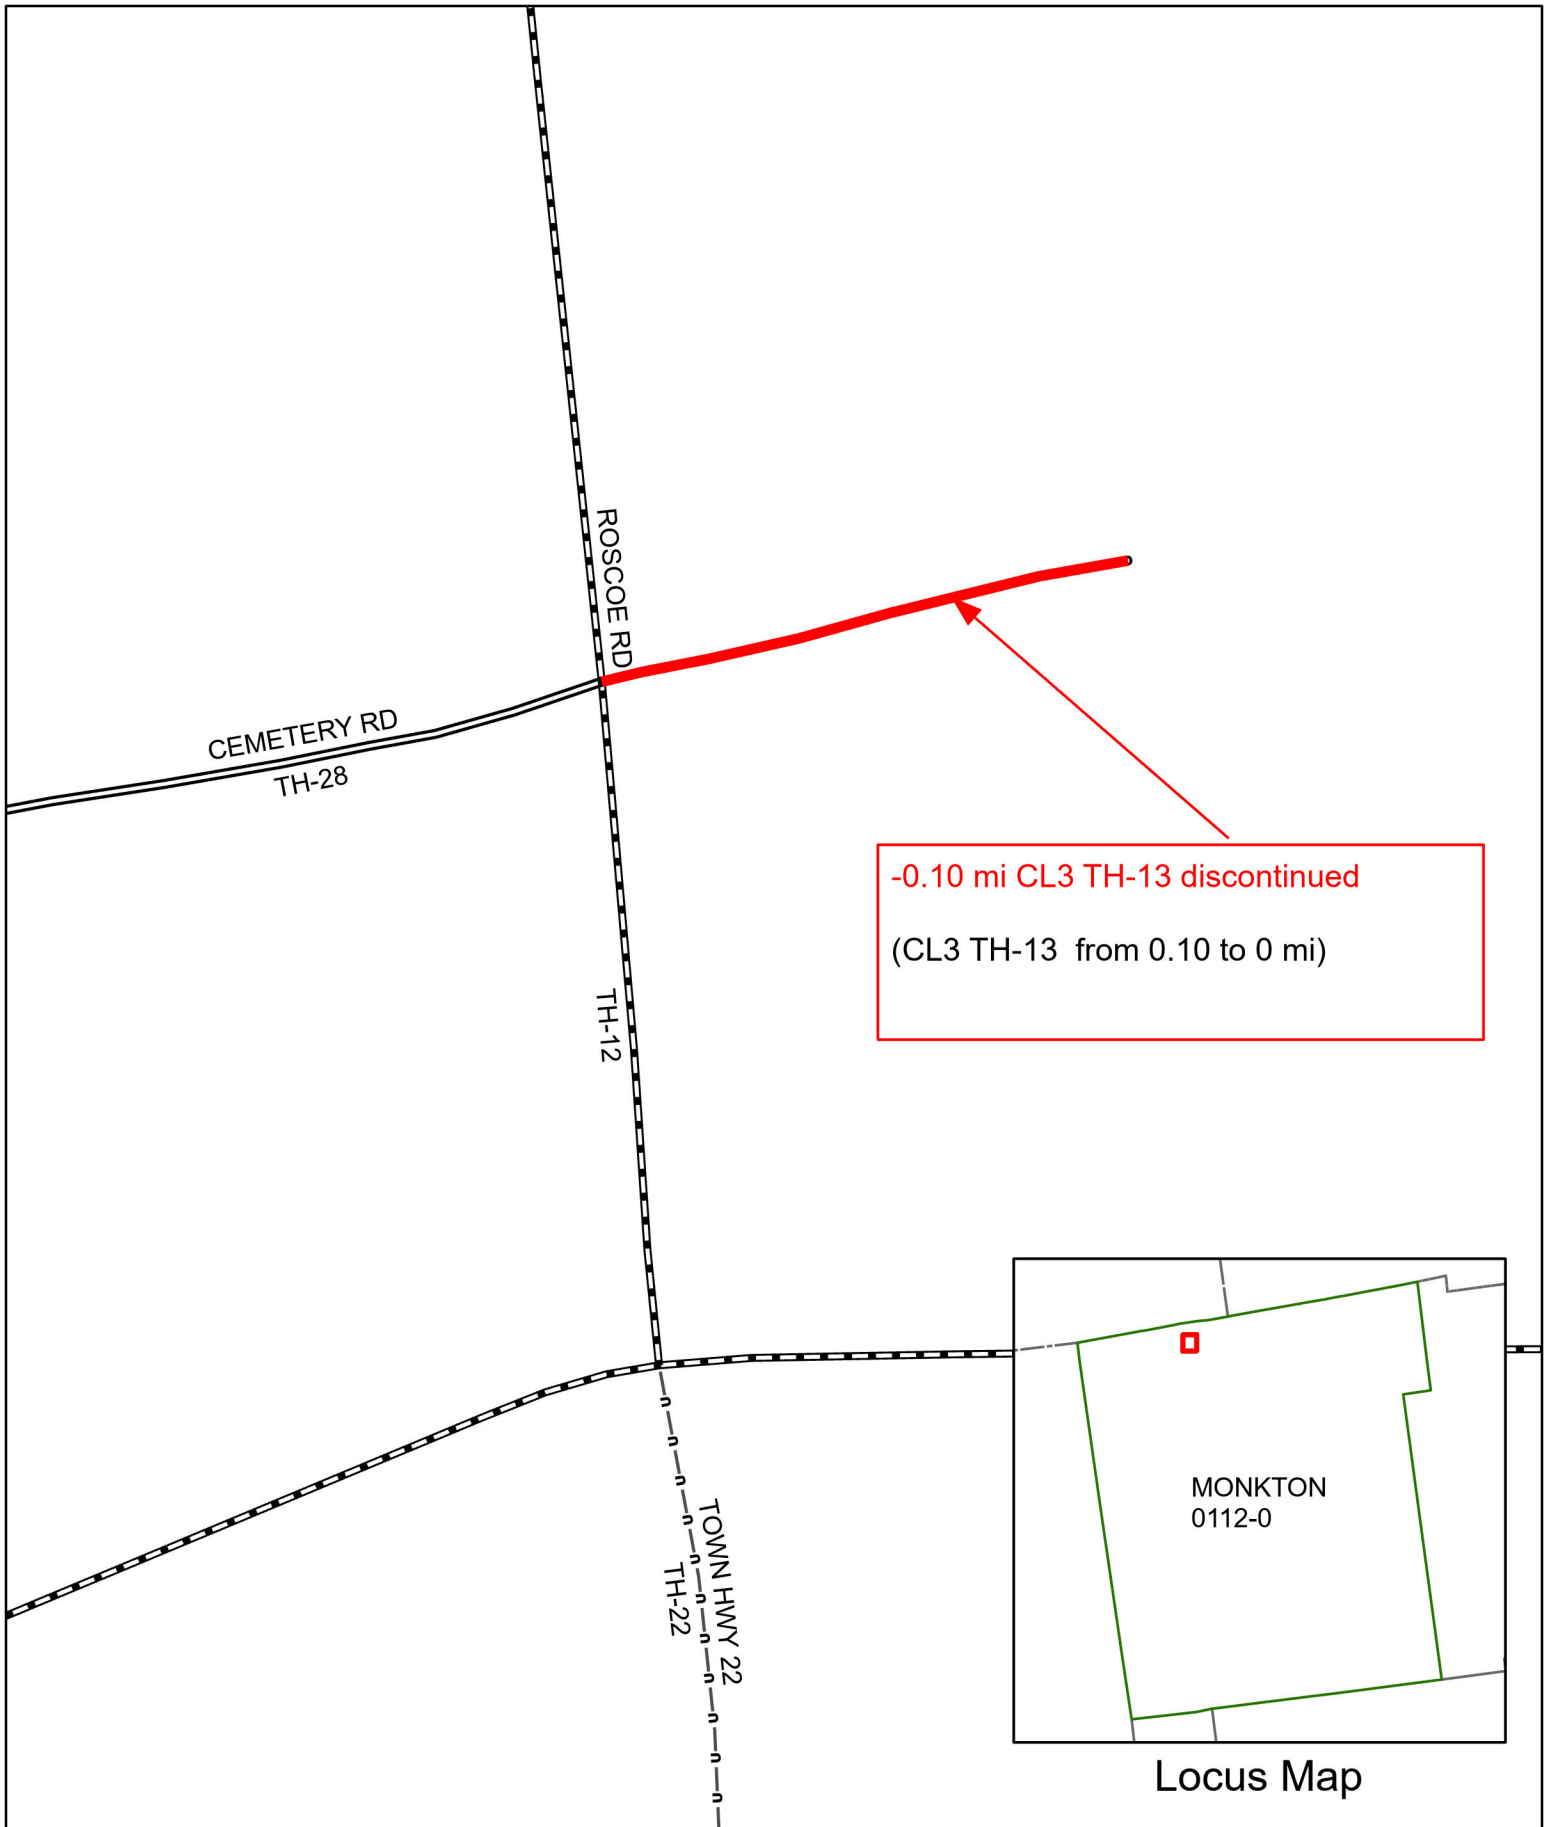 ROSCOE RD
CEMETERY RD
TH-28
-0.10 mi CL3 TH-13 discontinued
(CL3 TH-13  from 0.10 to 0 mi)
TH-12
MONKTON
0112-0
TOWN HWY 22
TH-22
Locus Map